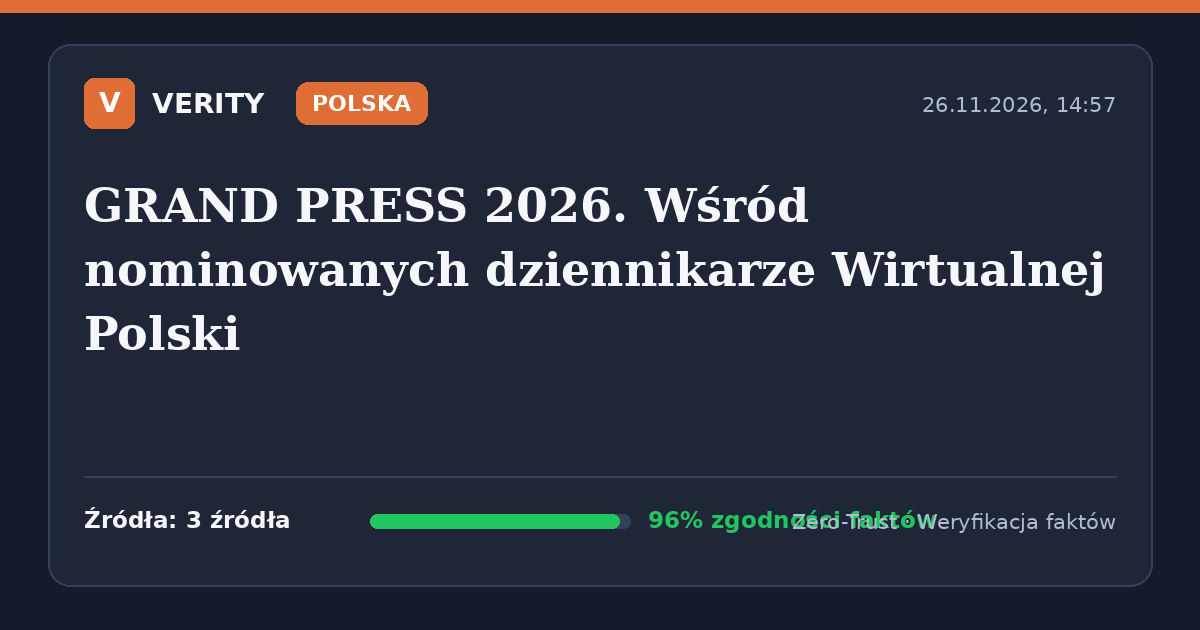 V VERITY POLSKA 26.11.2026, 14:57
GRAND PRESS 2026. Wśród
nominowanych dziennikarze Wirtualnej
Polski
Źródła: 3 źródła 96% zgodności faktów Zero-Trust · Weryfikacja faktów